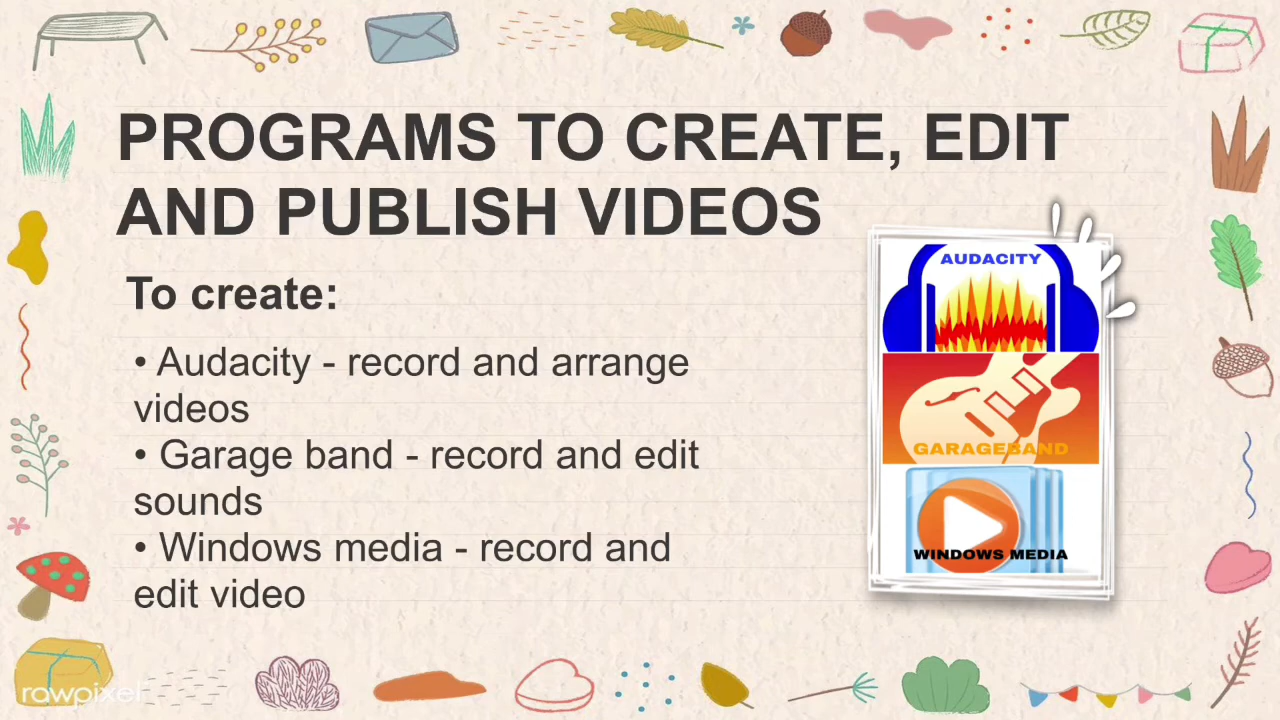 PROGRAMS TO CREATE, EDIT
AND PUBLISH VIDEOS
To create:
• Audacity - record and arrange
videos
• Garage band - record and edit
sounds
• Windows media - record and
edit video
AUDACITY
GARAGEBAND
WINDOWS MEDIA
rawpixel